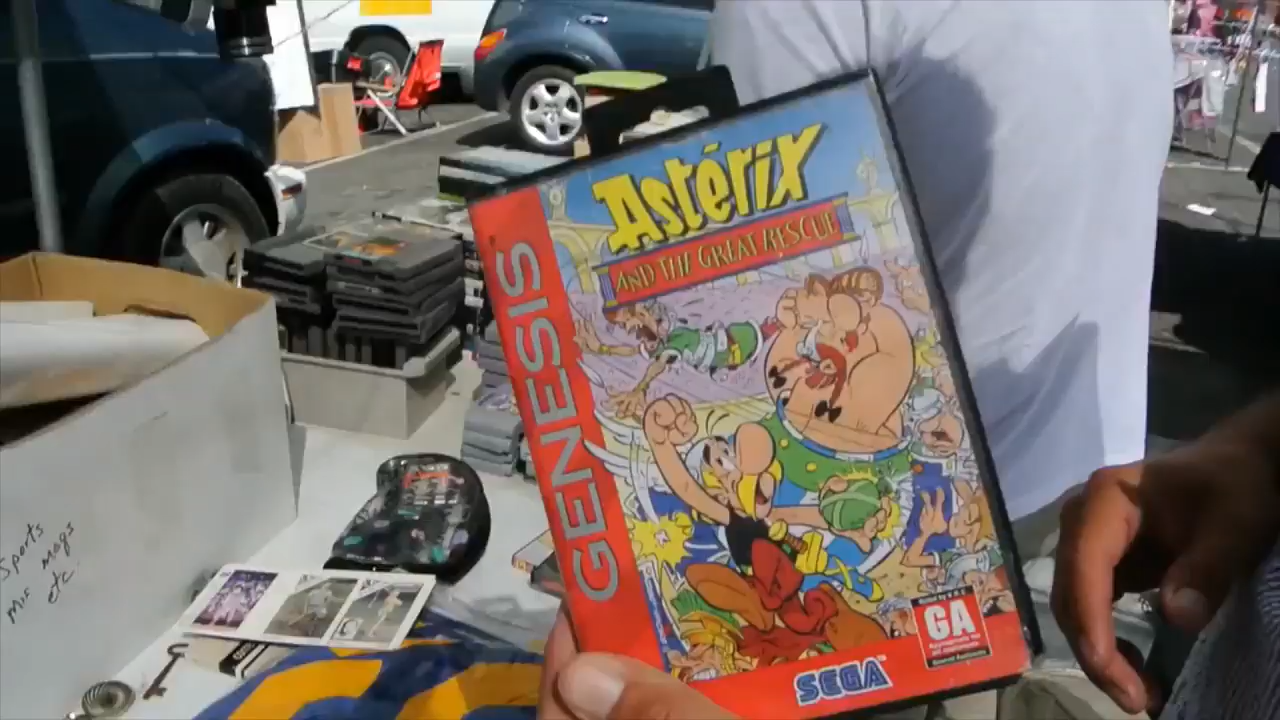 Astérix
AND THE GREAT RESCUE
GENESIS
GA
SEGA
Sports
mags
etc